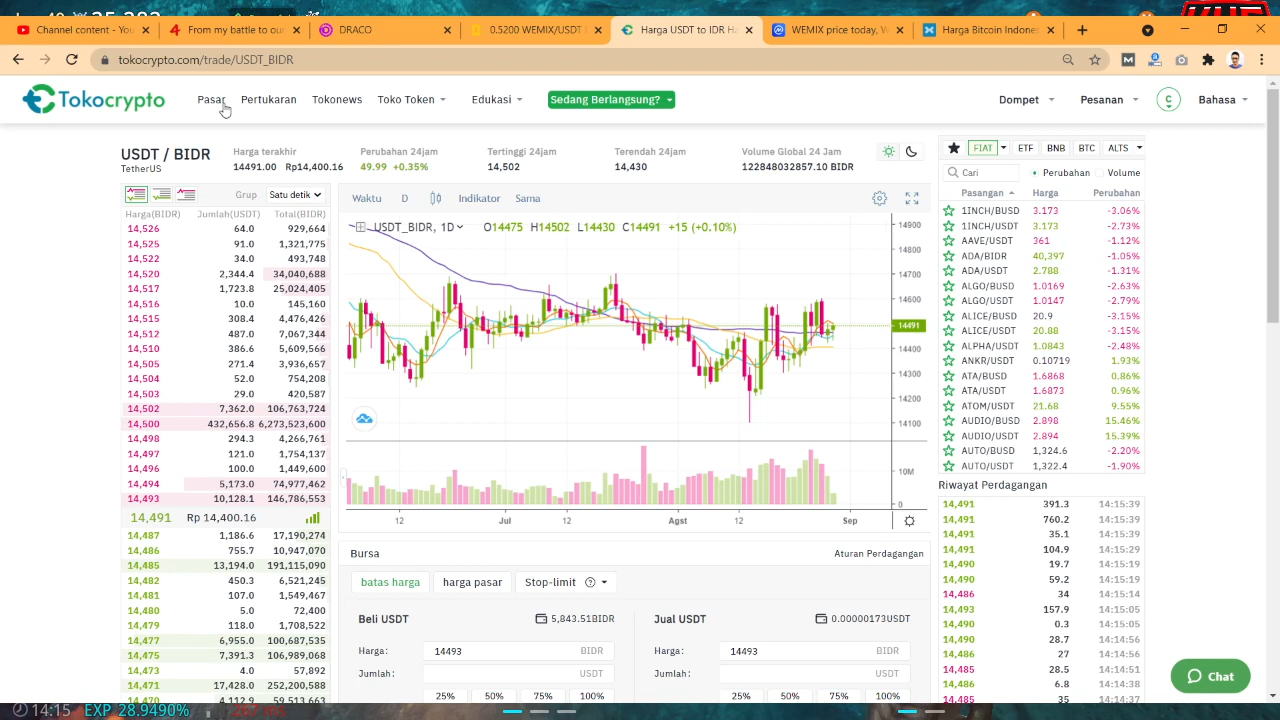 Channel content - You
From my battle to our
DRACO
0.5200 WEMIX/USDT
Harga USDT to IDR Ha
WEMIX price today, W
Harga Bitcoin Indones
tokocrypto.com/trade/USDT_BIDR
Tokocrypto
Pasar Pertukaran Tokonews Toko Token Edukasi Sedang Berlangsung? Dompet Pesanan Bahasa
USDT / BIDR
TetherUS
Harga terakhir
14491.00 Rp14,400.16
Perubahan 24jam
49.99 +0.35%
Tertinggi 24jam
14,502
Terendah 24jam
14,430
Volume Global 24 Jam
122848032857.10 BIDR
Grup Satu detik
Harga(BIDR) Jumlah(USDT) Total(BIDR)
14,526 64.0 929,664
14,525 91.0 1,321,775
14,522 34.0 493,748
14,520 2,344.4 34,040,688
14,517 1,723.8 25,024,405
14,516 10.0 145,160
14,515 308.4 4,476,426
14,512 487.0 7,067,344
14,510 386.6 5,609,566
14,505 271.4 3,936,657
14,504 52.0 754,208
14,503 29.0 420,587
14,502 7,362.0 106,763,724
14,500 432,656.8 6,273,523,600
14,498 294.3 4,266,761
14,497 121.0 1,754,137
14,496 100.0 1,449,600
14,494 5,173.0 74,977,462
14,493 10,128.1 146,786,553
14,491 Rp 14,400.16
14,487 1,186.6 17,190,274
14,486 755.7 10,947,070
14,485 13,194.0 191,115,090
14,482 450.3 6,521,245
14,481 107.0 1,549,467
14,480 5.0 72,400
14,479 118.0 1,708,522
14,477 6,955.0 100,687,535
14,475 7,391.3 106,989,068
14,473 4.0 57,892
14,471 17,428.0 252,200,588
14,470 4,112.9 59,513,663
Waktu D Indikator Sama
USDT_BIDR, 1D O14475 H14502 L14430 C14491 +15 (+0.10%)
14900
14800
14700
14600
14491
14400
14300
14200
14100
10M
0
12 Jul 12 Agst 12 Sep
Bursa Aturan Perdagangan
batas harga harga pasar Stop-limit
Beli USDT 5,843.51BIDR
Harga: 14493 BIDR
Jumlah: USDT
25% 50% 75% 100%
Jual USDT 0.00000173USDT
Harga: 14493 BIDR
Jumlah: USDT
25% 50% 75% 100%
FIAT ETF BNB BTC ALTS
Cari Perubahan Volume
Pasangan Harga Perubahan
1INCH/BUSD 3.173 -3.06%
1INCH/USDT 3.173 -2.73%
AAVE/USDT 361 -1.12%
ADA/BIDR 40,397 -1.05%
ADA/USDT 2.788 -1.31%
ALGO/BUSD 1.0169 -2.63%
ALGO/USDT 1.0147 -2.79%
ALICE/BUSD 20.9 -3.15%
ALICE/USDT 20.88 -3.15%
ALPHA/USDT 1.0843 -2.48%
ANKR/USDT 0.10719 1.93%
ATA/BUSD 1.6868 0.86%
ATA/USDT 1.6873 0.96%
ATOM/USDT 21.68 9.55%
AUDIO/BUSD 2.898 15.46%
AUDIO/USDT 2.894 15.39%
AUTO/BUSD 1,324.6 -2.20%
AUTO/USDT 1,322.4 -1.90%
Riwayat Perdagangan
14,491 391.3 14:15:39
14,491 760.2 14:15:39
14,491 35.1 14:15:39
14,491 104.9 14:15:29
14,490 19.7 14:15:19
14,490 59.2 14:15:19
14,486 34 14:15:14
14,493 157.9 14:15:05
14,490 0.3 14:15:05
14,490 28.7 14:14:56
14,486 27 14:14:56
14,485 28.5 14:14:51
14,486 6.8 14:14:38
14,485 35 14:14:37
Chat
14:15 EXP 28.9490%